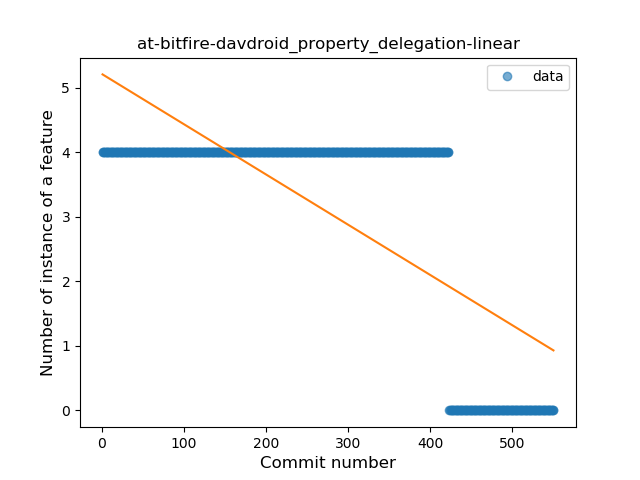 at-bitfire-davdroid_property_delegation-linear
data
Number of instance of a feature
5
4
3
2
1
0
0 100 200 300 400 500
Commit number